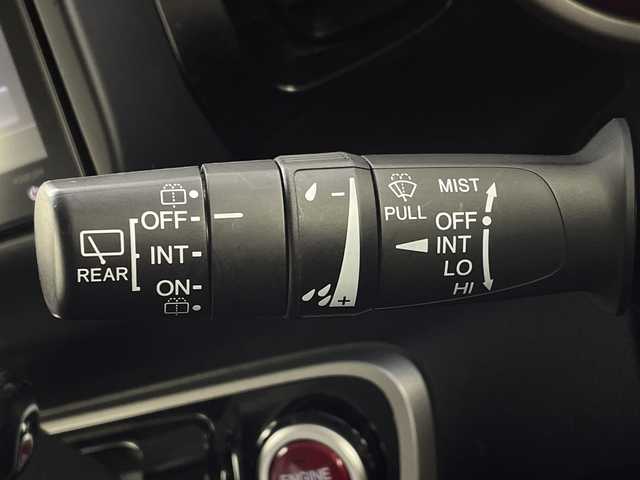 OFF
INT
REAR
ON
−
+
PULL
MIST
OFF
INT
LO
HI
ENGINE